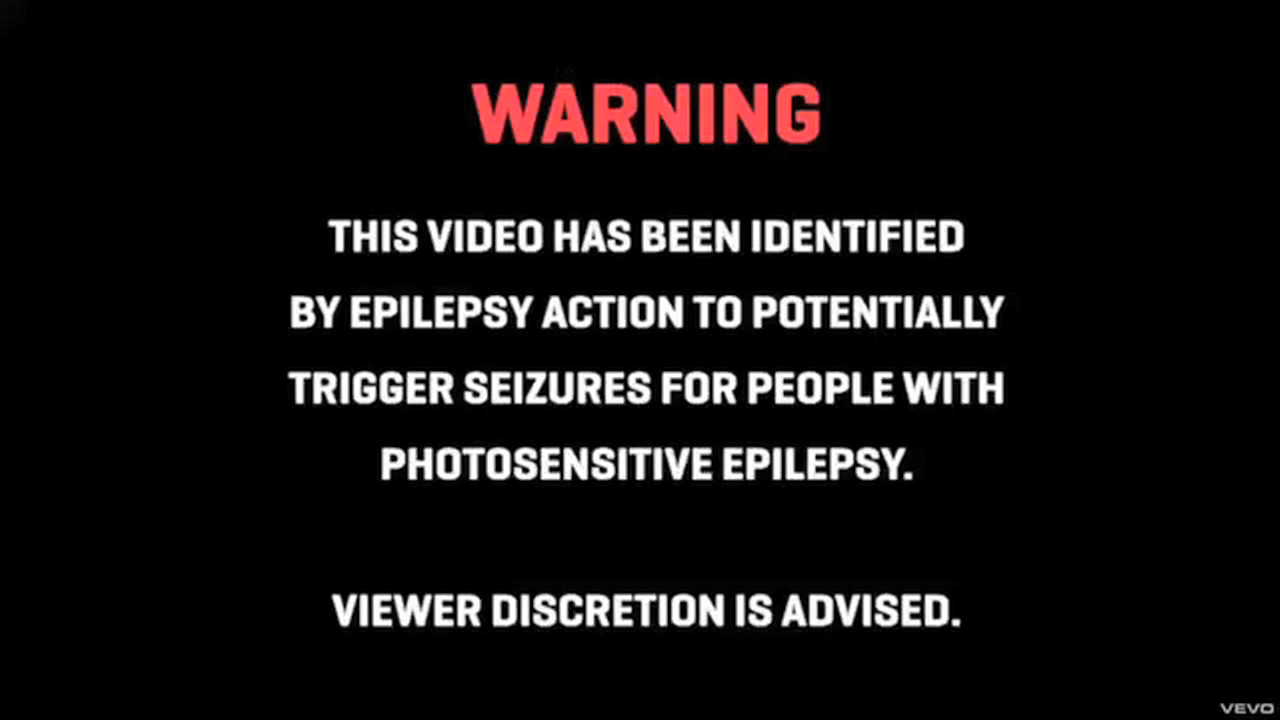 WARNING
THIS VIDEO HAS BEEN IDENTIFIED
BY EPILEPSY ACTION TO POTENTIALLY
TRIGGER SEIZURES FOR PEOPLE WITH
PHOTOSENSITIVE EPILEPSY.
VIEWER DISCRETION IS ADVISED.
VEVO